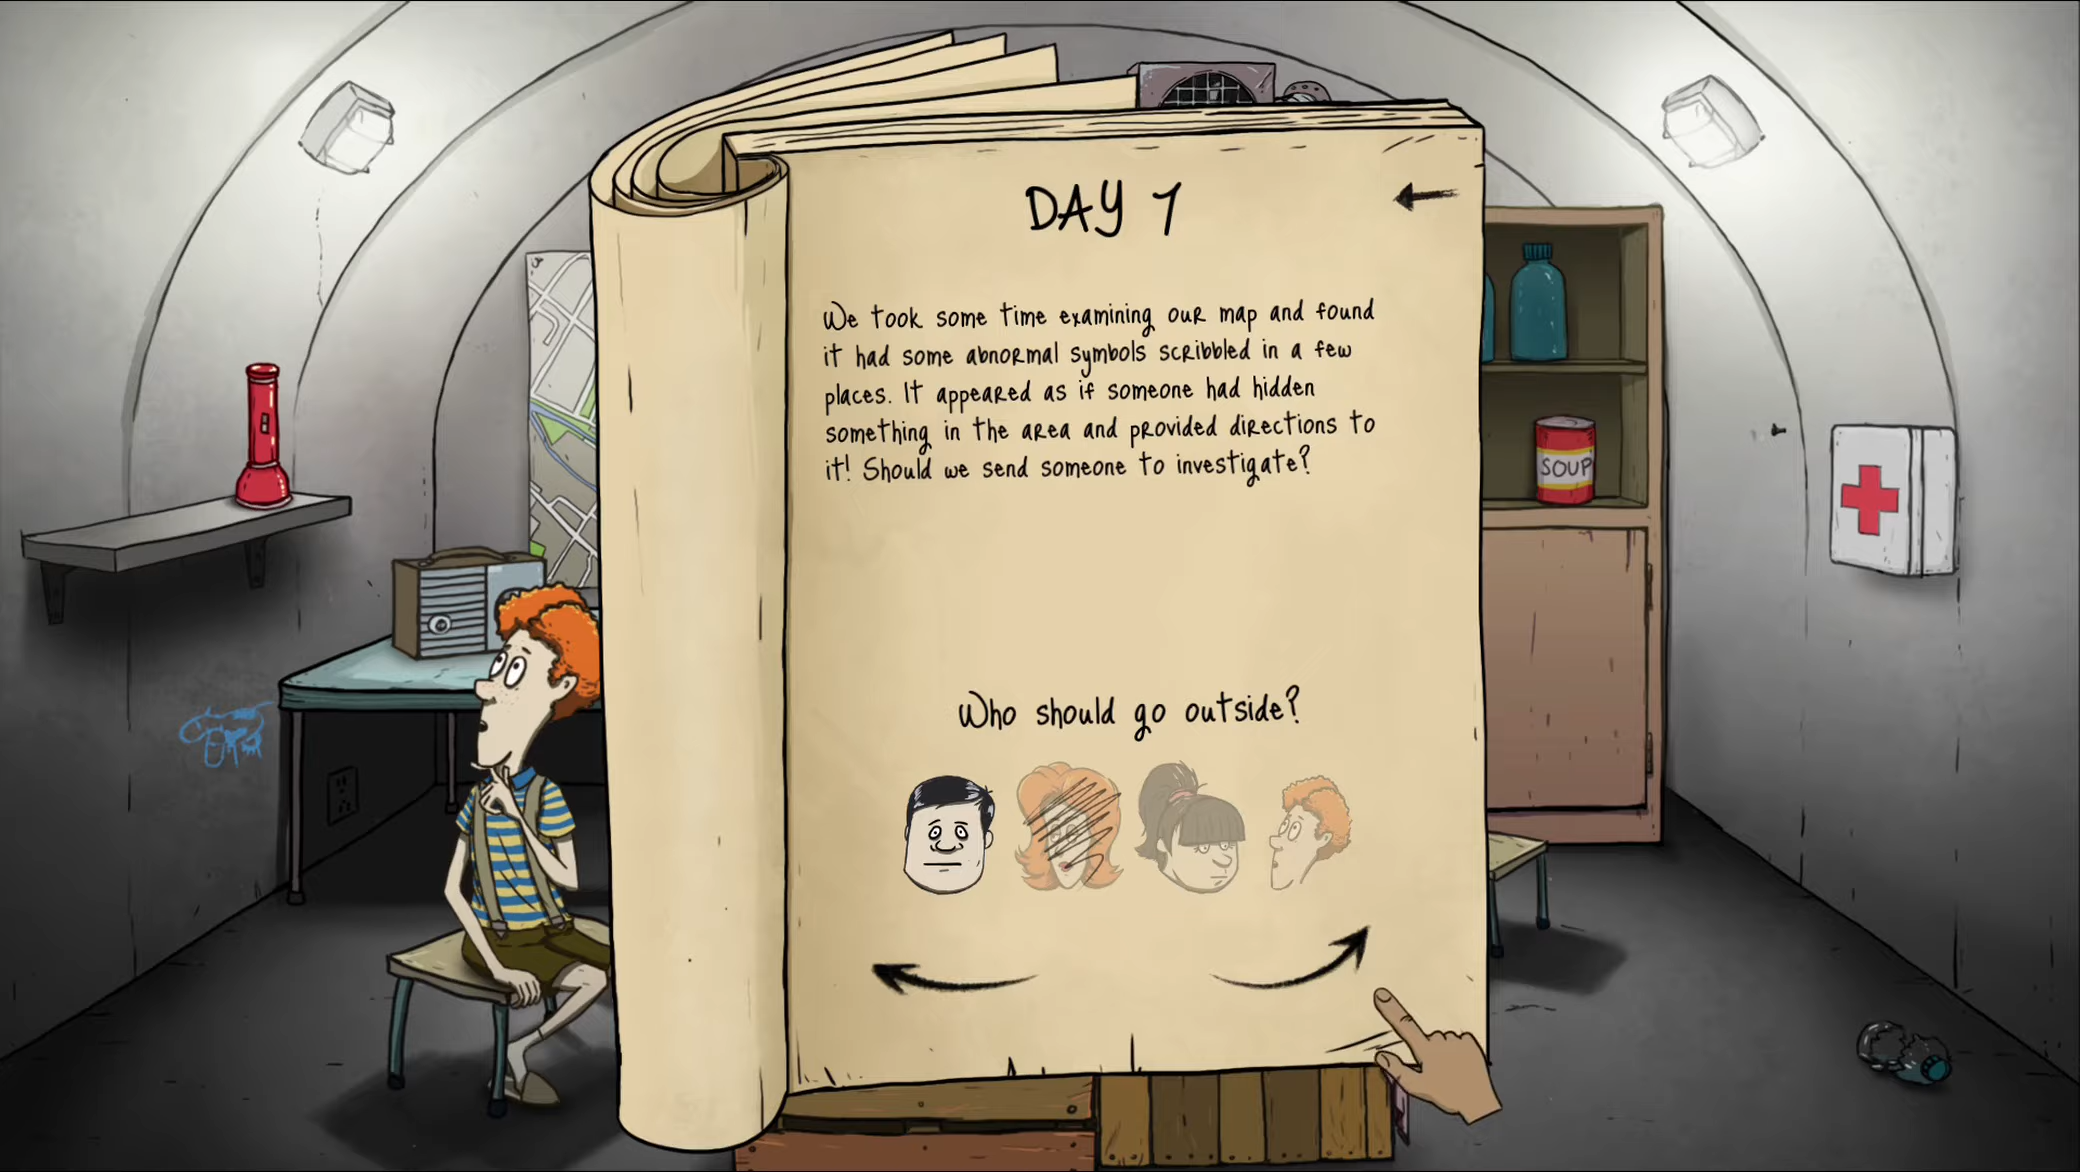 DAY 7
We took some time examining our map and found
it had some abnormal symbols scribbled in a few
places. It appeared as if someone had hidden
something in the area and provided directions to
it! Should we send someone to investigate?
SOUP
Who should go outside?